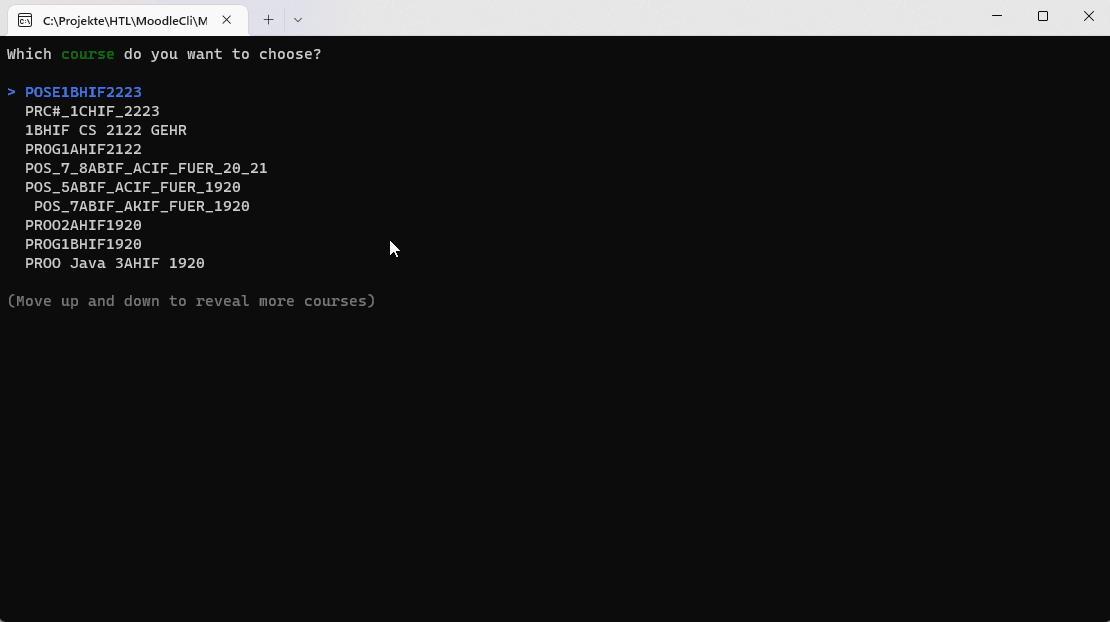 C:\Projekte\HTL\MoodleCli\M
Which course do you want to choose?
> POSE1BHIF2223
PRC#_1CHIF_2223
1BHIF CS 2122 GEHR
PROG1AHIF2122
POS_7_8ABIF_ACIF_FUER_20_21
POS_5ABIF_ACIF_FUER_1920
POS_7ABIF_AKIF_FUER_1920
PROO2AHIF1920
PROG1BHIF1920
PROO Java 3AHIF 1920
(Move up and down to reveal more courses)